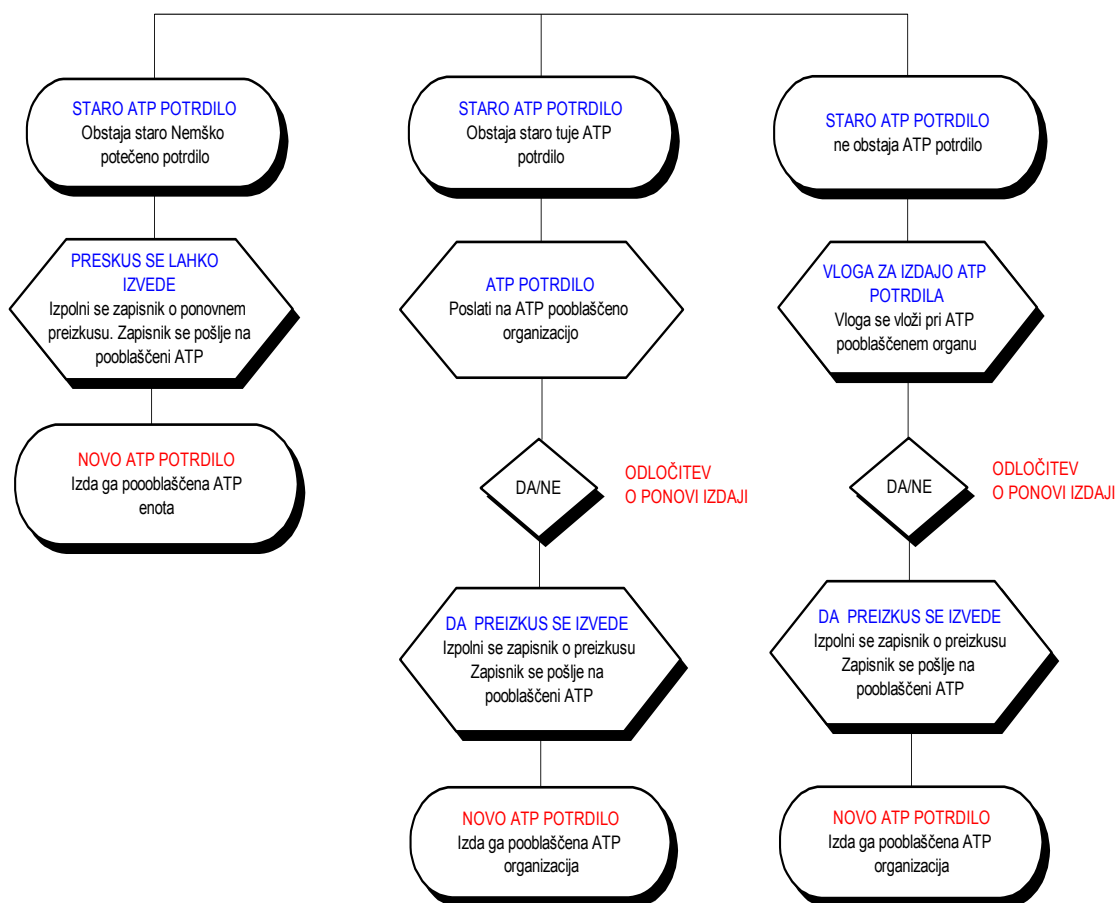 STARO ATP POTRDILO
Obstaja staro Nemško
potečeno potrdilo
PRESKUS SE LAHKO
IZVEDE
Izpolni se zapisnik o ponovnem
preizkusu. Zapisnik se pošlje na
pooblaščeni ATP
NOVO ATP POTRDILO
Izda ga poooblaščena ATP
enota
STARO ATP POTRDILO
Obstaja staro tuje ATP
potrdilo
ATP POTRDILO
Poslati na ATP pooblaščeno
organizacijo
DA/NE
ODLOČITEV
O PONOVI IZDAJI
DA PREIZKUS SE IZVEDE
Izpolni se zapisnik o preizkusu
Zapisnik se pošlje na
pooblaščeni ATP
NOVO ATP POTRDILO
Izda ga pooblaščena ATP
organizacija
STARO ATP POTRDILO
ne obstaja ATP potrdilo
VLOGA ZA IZDAJO ATP
POTRDILA
Vloga se vloži pri ATP
pooblaščenem organu
DA/NE
ODLOČITEV
O PONOVI IZDAJI
DA PREIZKUS SE IZVEDE
Izpolni se zapisnik o preizkusu
Zapisnik se pošlje na
pooblaščeni ATP
NOVO ATP POTRDILO
Izda ga pooblaščena ATP
organizacija